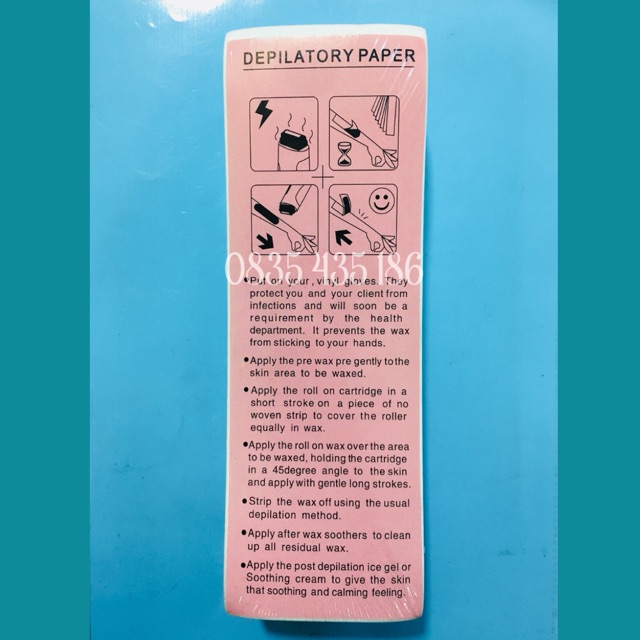 DEPILATORY PAPER
0835 435 186
•Put on your , vinyl gloves. They
protect you and your client from
infections and will soon be a
requirement by the health
department. It prevents the wax
from sticking to your hands.
•Apply the pre wax pre gently to the
skin area to be waxed.
•Apply the roll on cartridge in a
short stroke on a piece of no
woven strip to cover the roller
equally in wax.
•Apply the roll on wax over the area
to be waxed, holding the cartridge
in a 45degree angle to the skin
and apply with gentle long strokes.
•Strip the wax off using the usual
depilation method.
•Apply after wax soothers to clean
up all residual wax.
•Apply the post depilation ice gel or
Soothing cream to give the skin
that soothing and calming feeling.